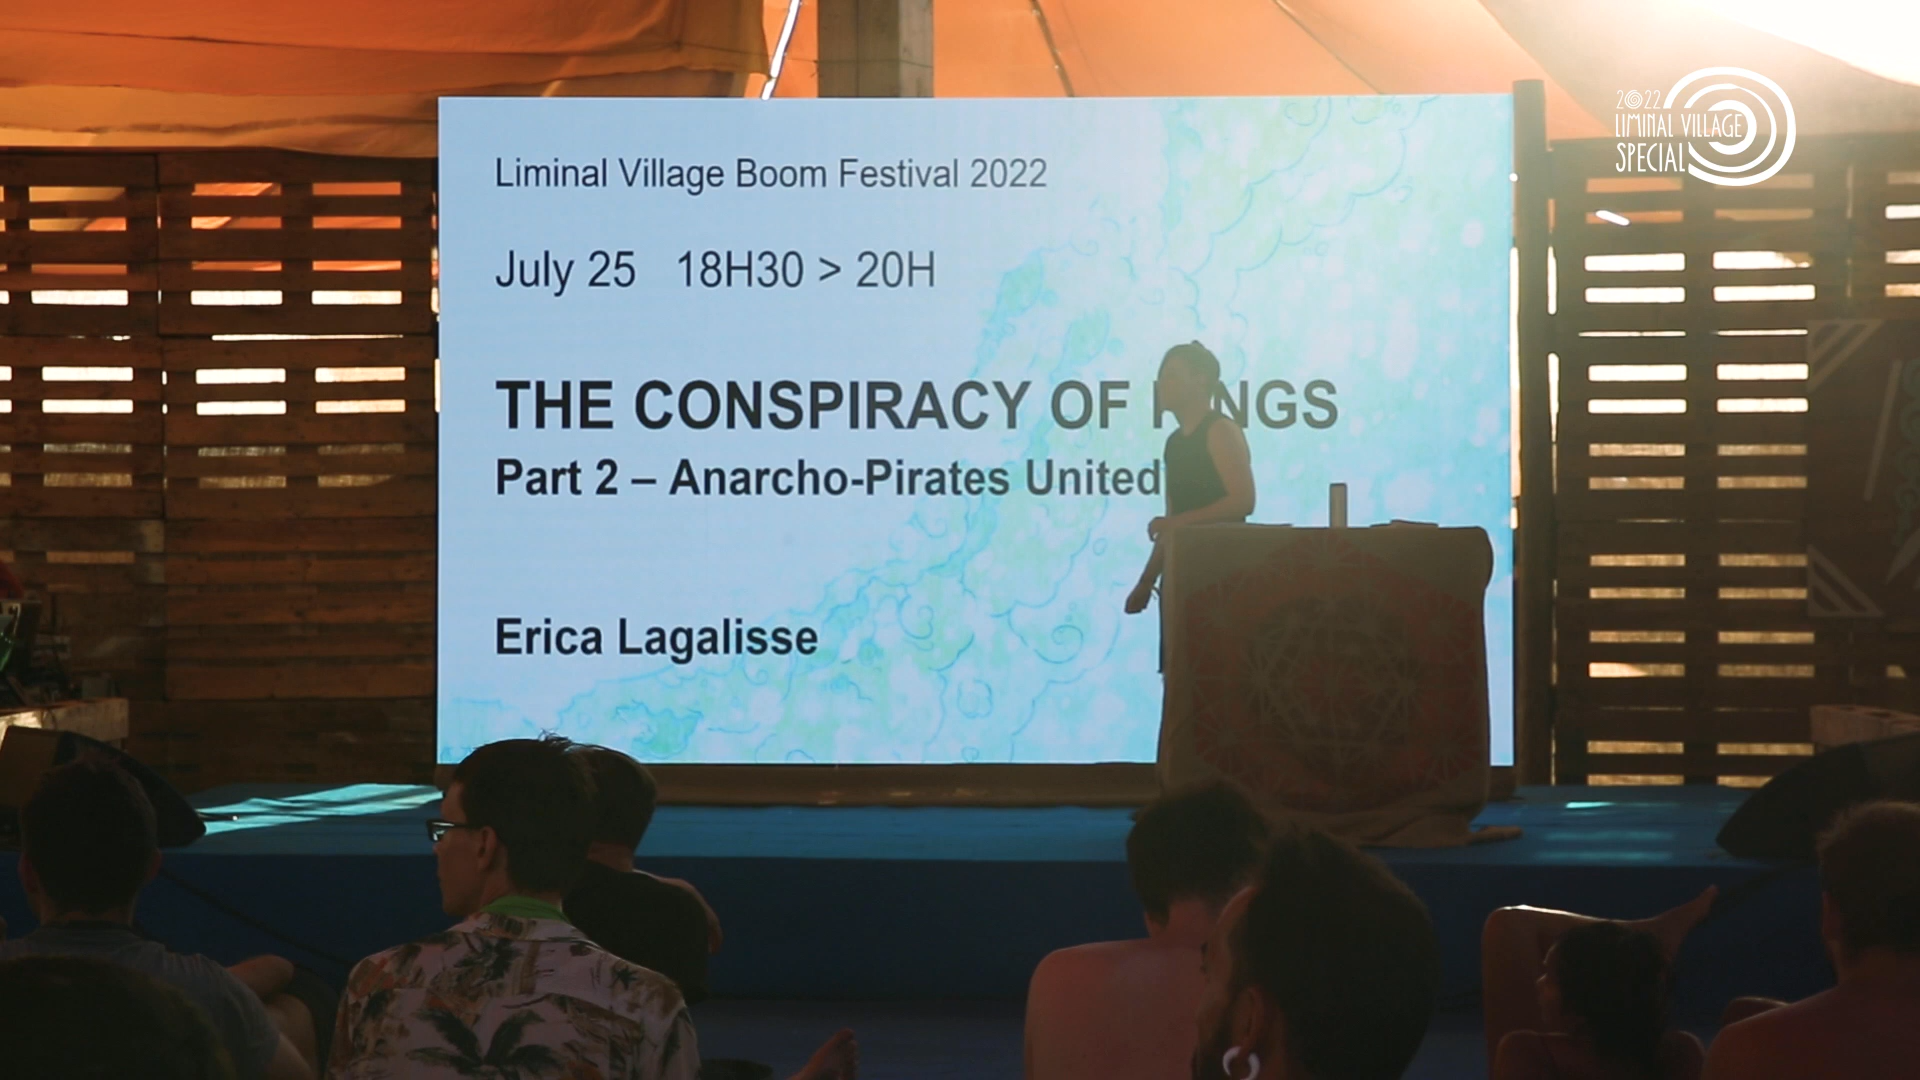 Liminal Village Boom Festival 2022
July 25 18H30 > 20H
THE CONSPIRACY OF KINGS
Part 2 – Anarcho-Pirates United
Erica Lagalisse
2022
LIMINAL VILLAGE
SPECIAL